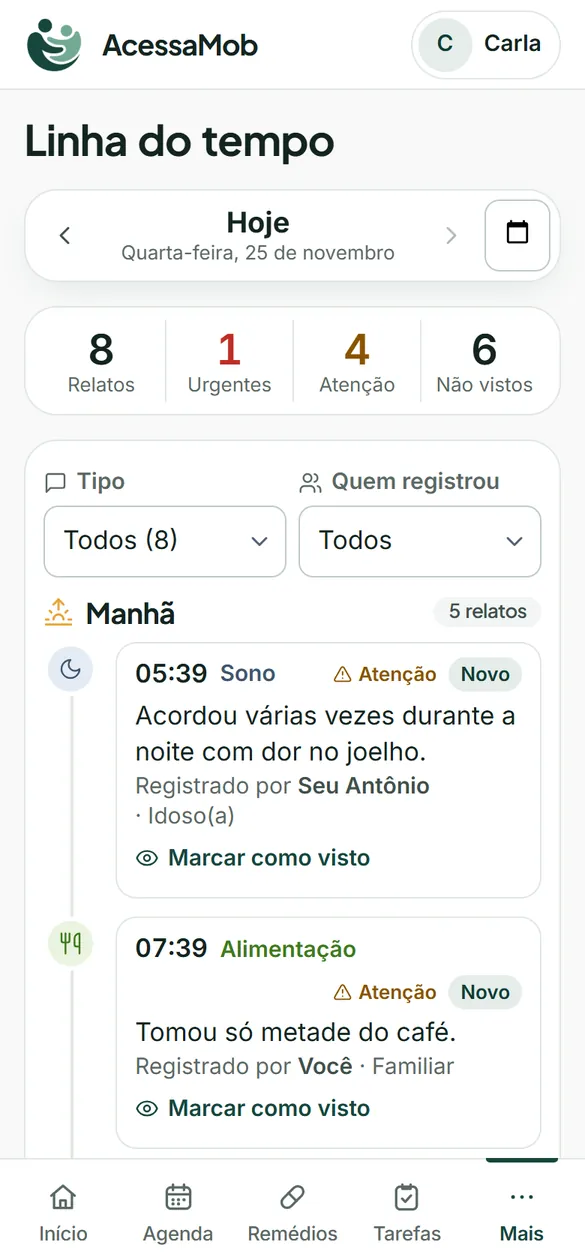 AcessaMob
C Carla
Linha do tempo
Hoje
Quarta-feira, 25 de novembro
8 1 4 6
Relatos Urgentes Atenção Não vistos
Tipo Quem registrou
Todos (8) Todos
Manhã 5 relatos
05:39 Sono Atenção Novo
Acordou várias vezes durante a
noite com dor no joelho.
Registrado por Seu Antônio
· Idoso(a)
Marcar como visto
07:39 Alimentação
Atenção Novo
Tomou só metade do café.
Registrado por Você · Familiar
Marcar como visto
Início Agenda Remédios Tarefas Mais